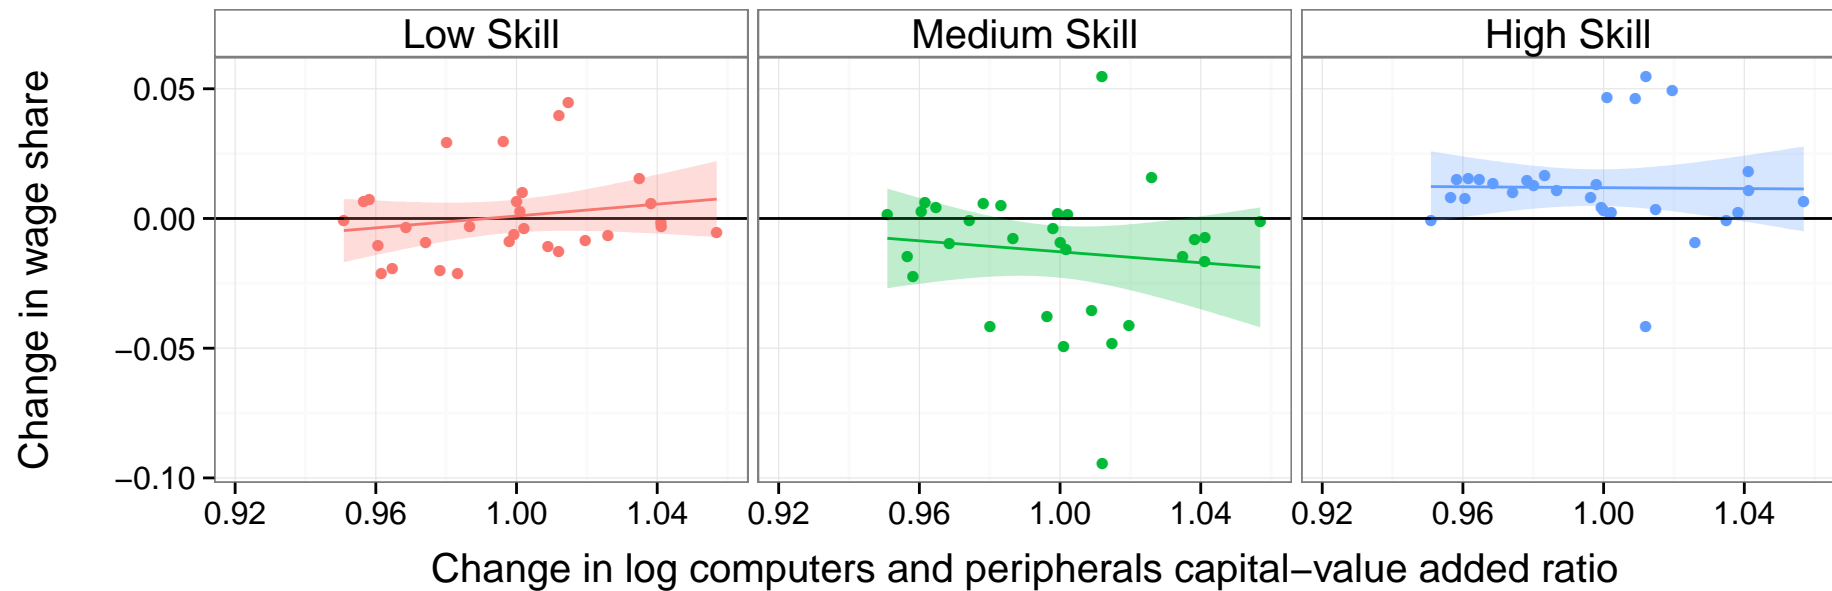 Low Skill
Medium Skill
High Skill
Change in wage share
0.05
0.00
−0.05
−0.10
0.92 0.96 1.00 1.04
0.92 0.96 1.00 1.04
0.92 0.96 1.00 1.04
Change in log computers and peripherals capital−value added ratio